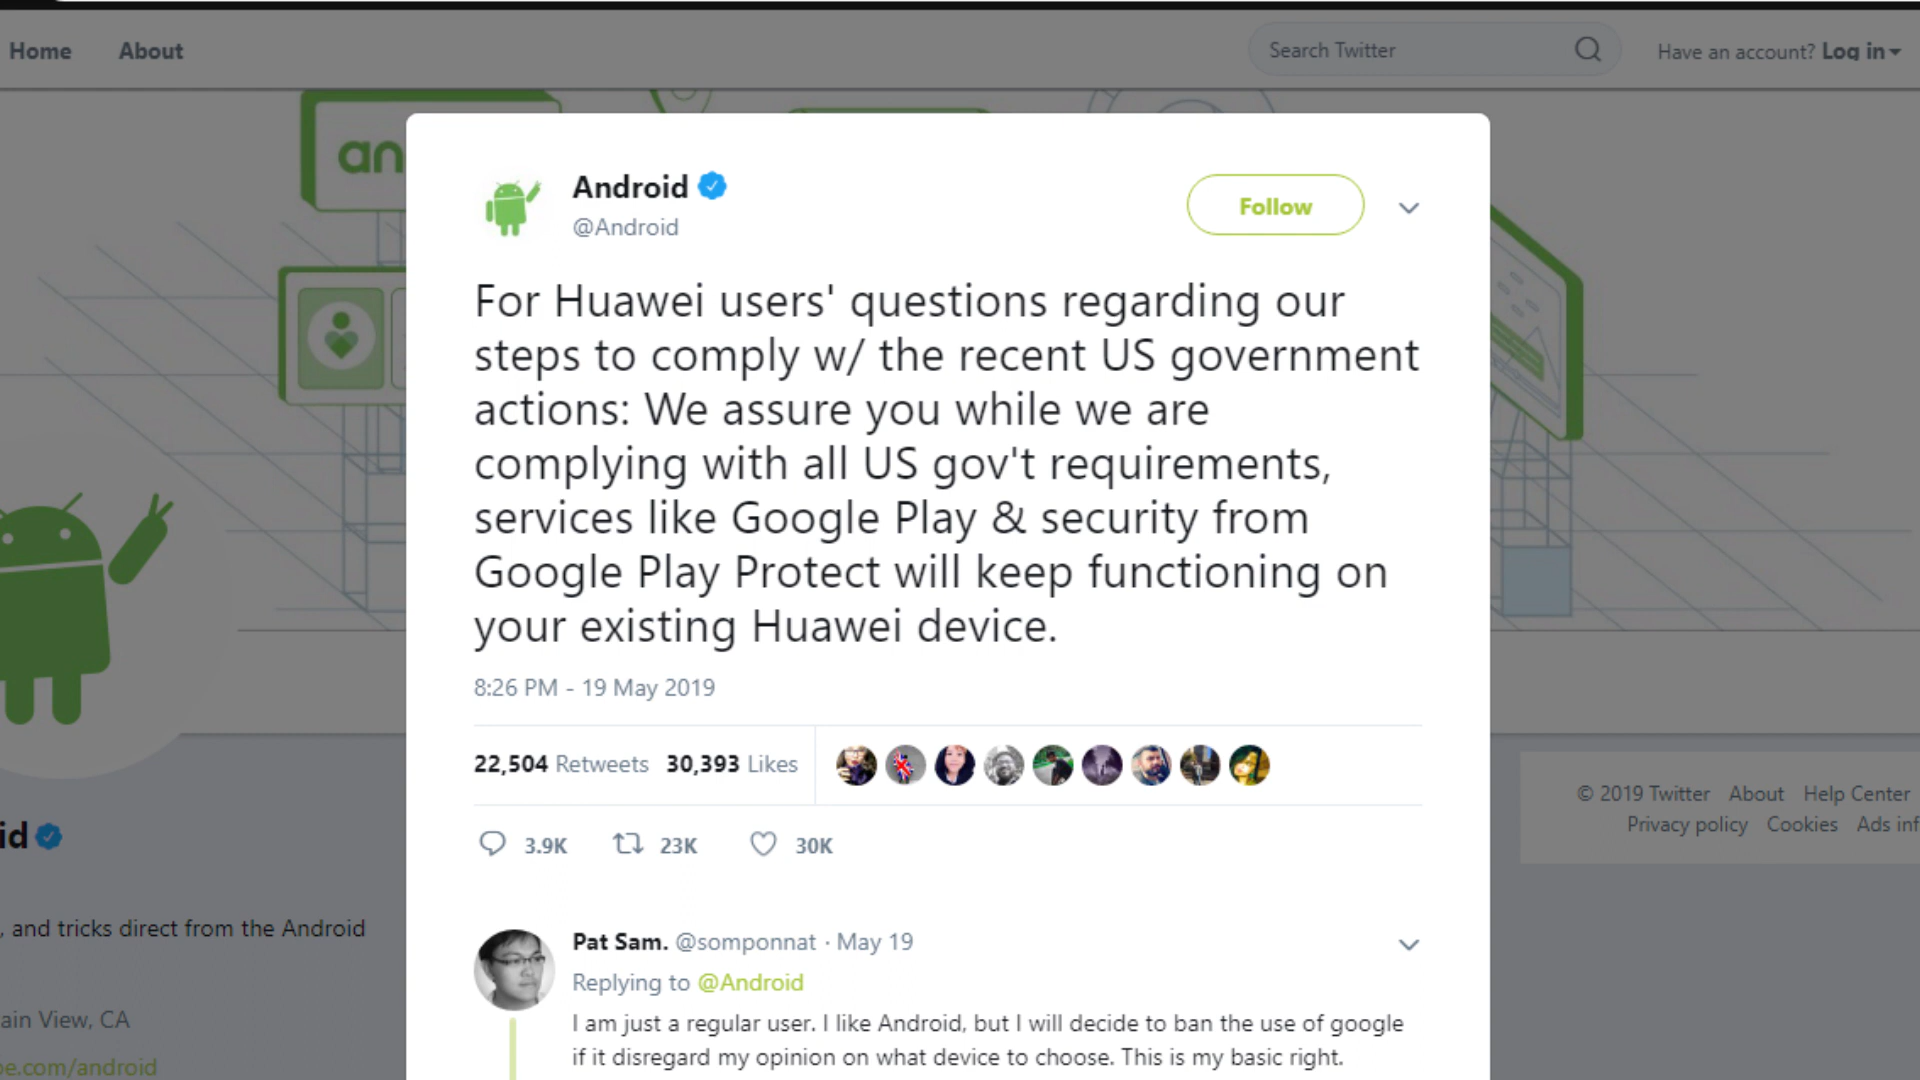 Home About Search Twitter Have an account? Log in
an
Android
@Android
Follow
For Huawei users' questions regarding our
steps to comply w/ the recent US government
actions: We assure you while we are
complying with all US gov't requirements,
services like Google Play & security from
Google Play Protect will keep functioning on
your existing Huawei device.
8:26 PM - 19 May 2019
22,504 Retweets 30,393 Likes
3.9K 23K 30K
Pat Sam. @somponnat · May 19
Replying to @Android
I am just a regular user. I like Android, but I will decide to ban the use of google
if it disregard my opinion on what device to choose. This is my basic right.
id
, and tricks direct from the Android
ain View, CA
be.com/android
© 2019 Twitter About Help Center
Privacy policy Cookies Ads inf